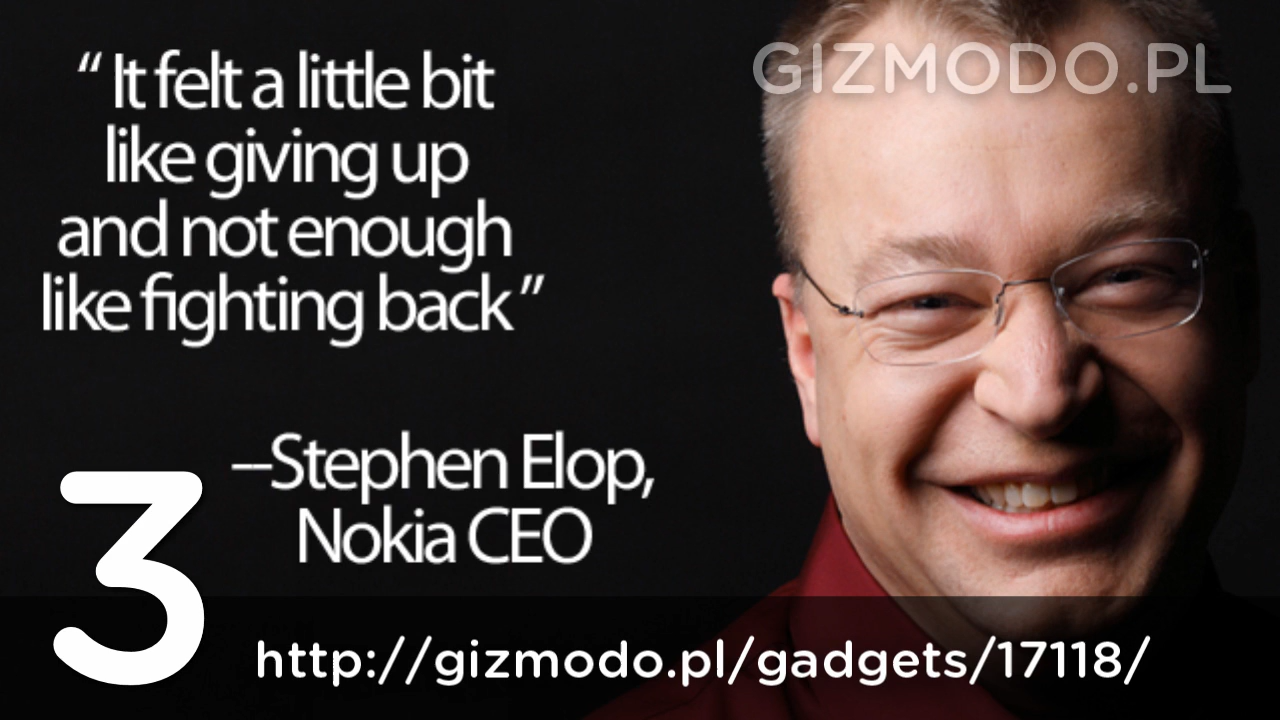 GIZMODO.PL
“ It felt a little bit
like giving up
and not enough
like fighting back ”
--Stephen Elop,
Nokia CEO
3
http://gizmodo.pl/gadgets/17118/